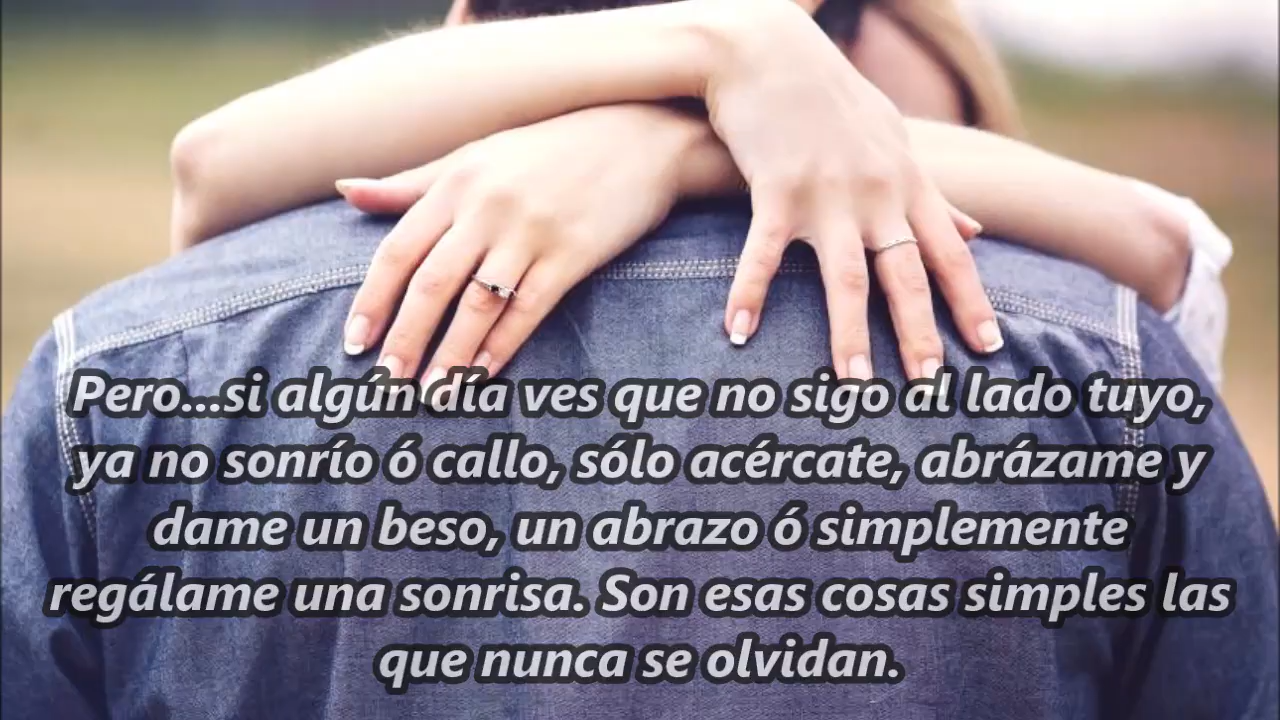 Pero...si algún día ves que no sigo al lado tuyo,
ya no sonrío ó callo, sólo acércate, abrázame y
dame un beso, un abrazo ó simplemente
regálame una sonrisa. Son esas cosas simples las
que nunca se olvidan.